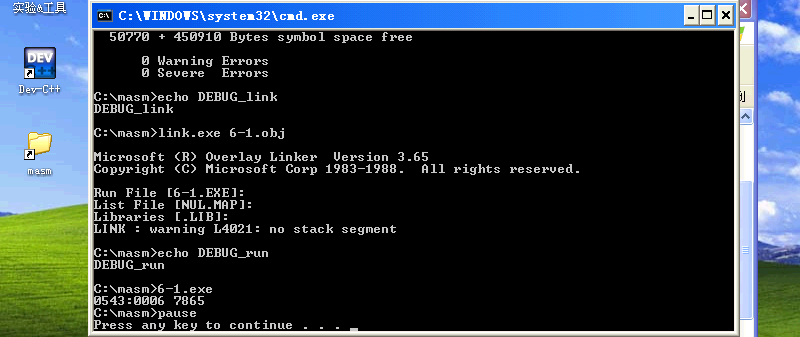 实验&工具
C:\WINDOWS\system32\cmd.exe
50770 + 450910 Bytes symbol space free
0 Warning Errors
0 Severe  Errors
DEV
C++
Dev-C++
C:\masm>echo DEBUG_link
DEBUG_link
C:\masm>link.exe 6-1.obj
masm
Microsoft (R) Overlay Linker  Version 3.65
Copyright (C) Microsoft Corp 1983-1988.  All rights reserved.
Run File [6-1.EXE]:
List File [NUL.MAP]:
Libraries [.LIB]:
LINK : warning L4021: no stack segment
C:\masm>echo DEBUG_run
DEBUG_run
C:\masm>6-1.exe
0543:0006 7865
C:\masm>pause
Press any key to continue . . . _